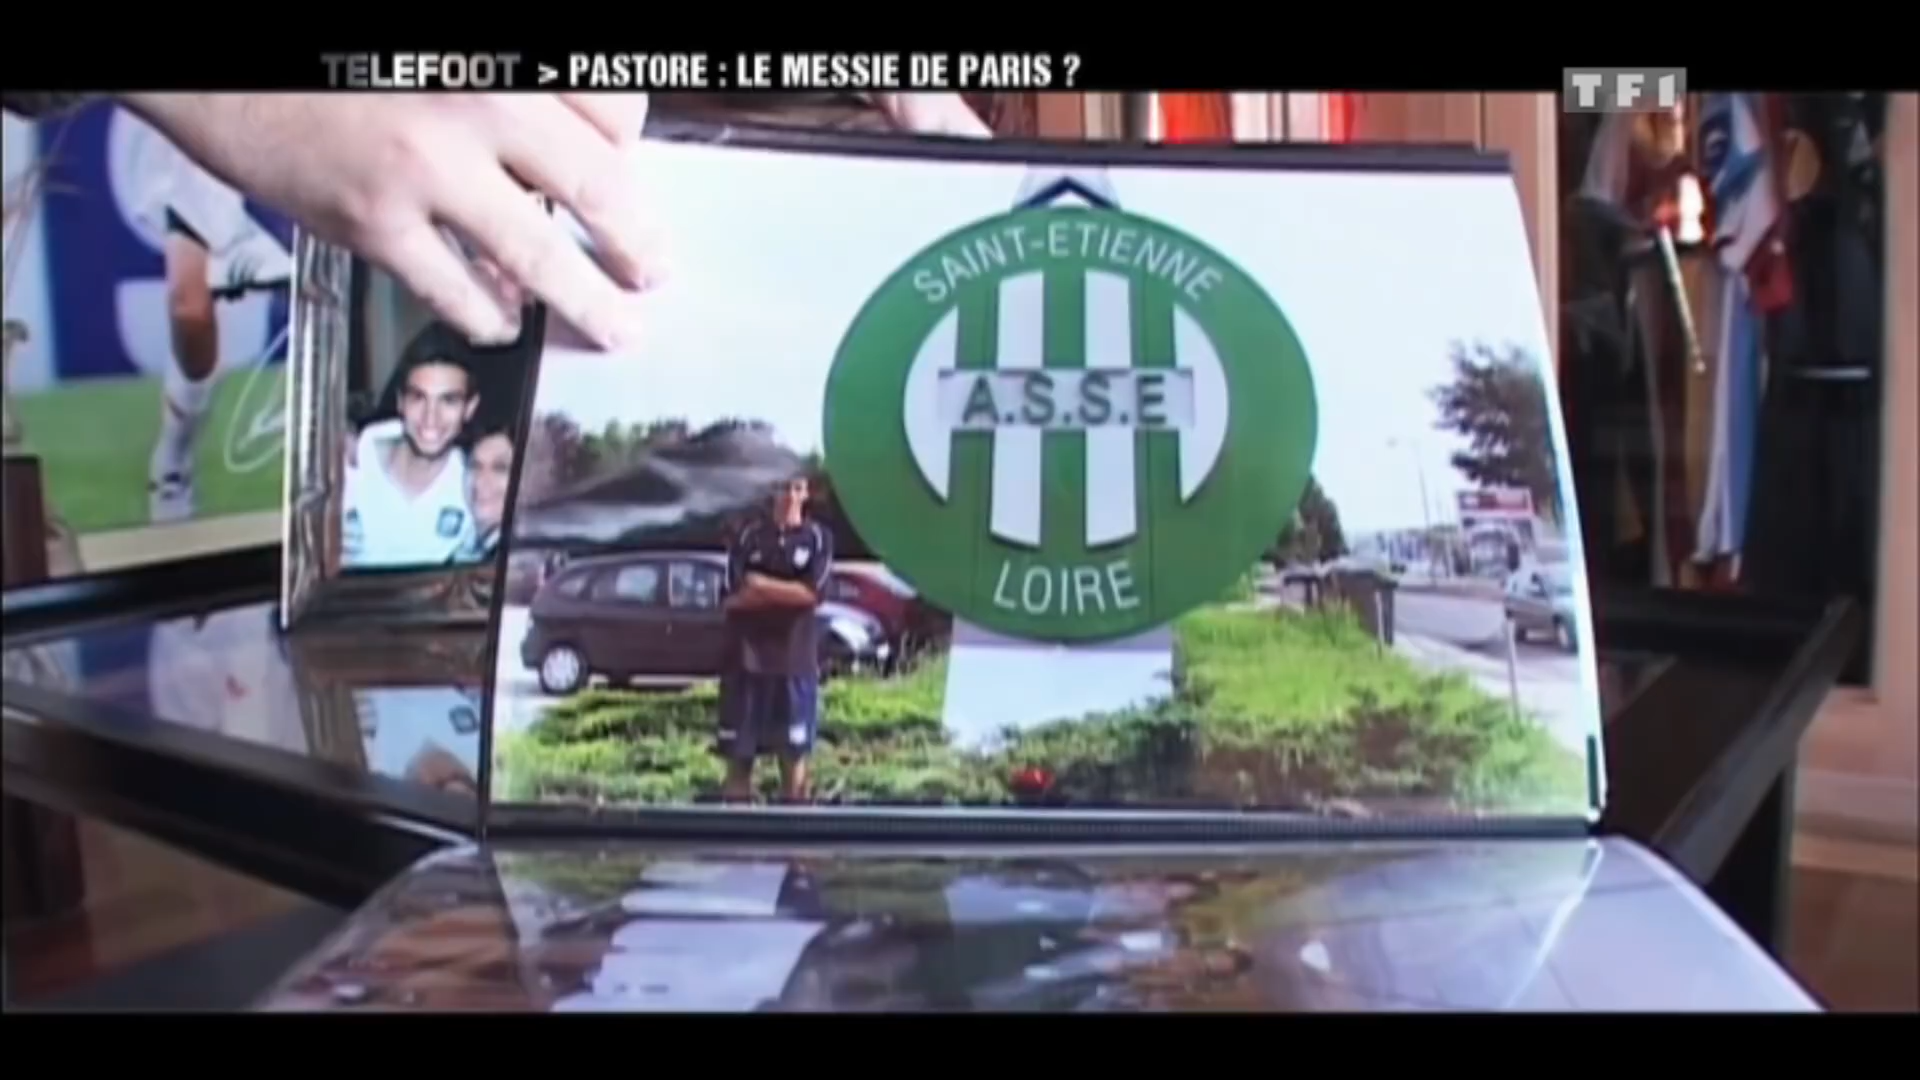 TELEFOOT > PASTORE : LE MESSIE DE PARIS ?
TF1
SAINT-ETIENNE
A.S.S.E
LOIRE